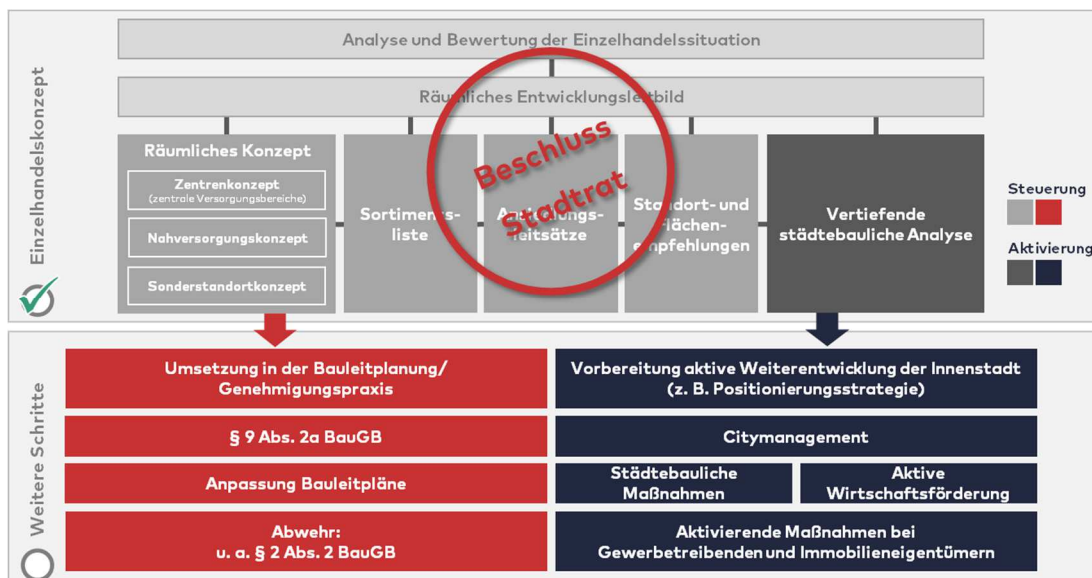 Einzelhandelskonzept
Analyse und Bewertung der Einzelhandelssituation
Räumliches Entwicklungsleitbild
Räumliches Konzept
Zentrenkonzept
(zentrale Versorgungsbereiche)
Nahversorgungskonzept
Sonderstandortkonzept
Sortiments-
liste
Ansiedlungs-
leitsätze
Standort- und
Flächen-
empfehlungen
Vertiefende
städtebauliche Analyse
Beschluss
Stadtrat
Steuerung
Aktivierung
Weitere Schritte
Umsetzung in der Bauleitplanung/
Genehmigungspraxis
§ 9 Abs. 2a BauGB
Anpassung Bauleitpläne
Abwehr:
u. a. § 2 Abs. 2 BauGB
Vorbereitung aktive Weiterentwicklung der Innenstadt
(z. B. Positionierungsstrategie)
Citymanagement
Städtebauliche
Maßnahmen
Aktive
Wirtschaftsförderung
Aktivierende Maßnahmen bei
Gewerbetreibenden und Immobilieneigentümern